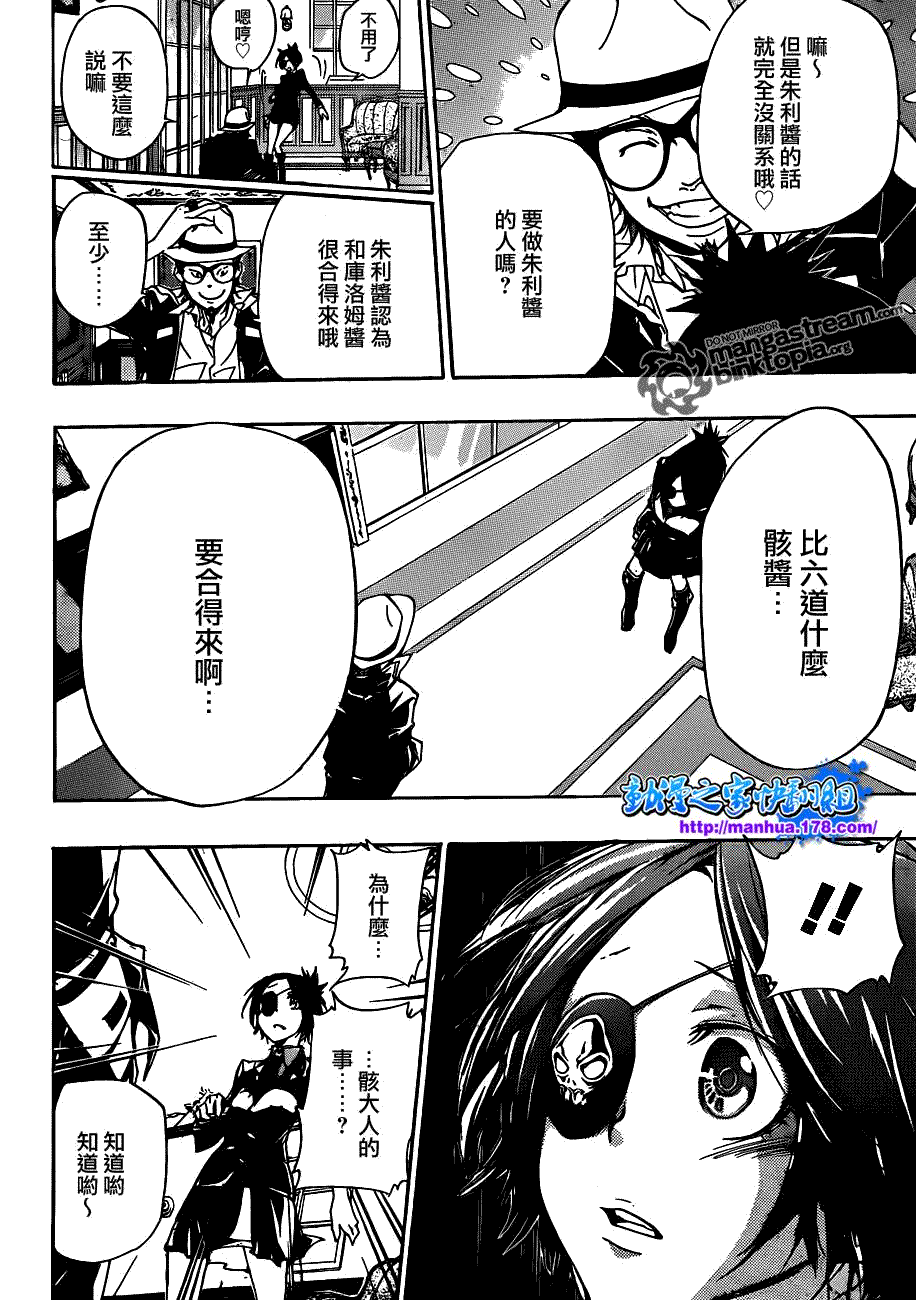 嘛～
但是朱利醬的話
就完全沒關系哦♡
要做朱利醬
的人嗎？
不用了
嗯哼♡
不要這麼
說嘛
朱利醬認為
和庫洛姆醬
很合得來哦
至少……
DO NOT MIRROR
mangastream.com
binktopia.org
比六道什麼
骸醬…
要合得來啊…
動漫之家快翻組
http://manhua.178.com/
!!
為什麼…
…骸大人的
事……？
知道喲
知道喲～